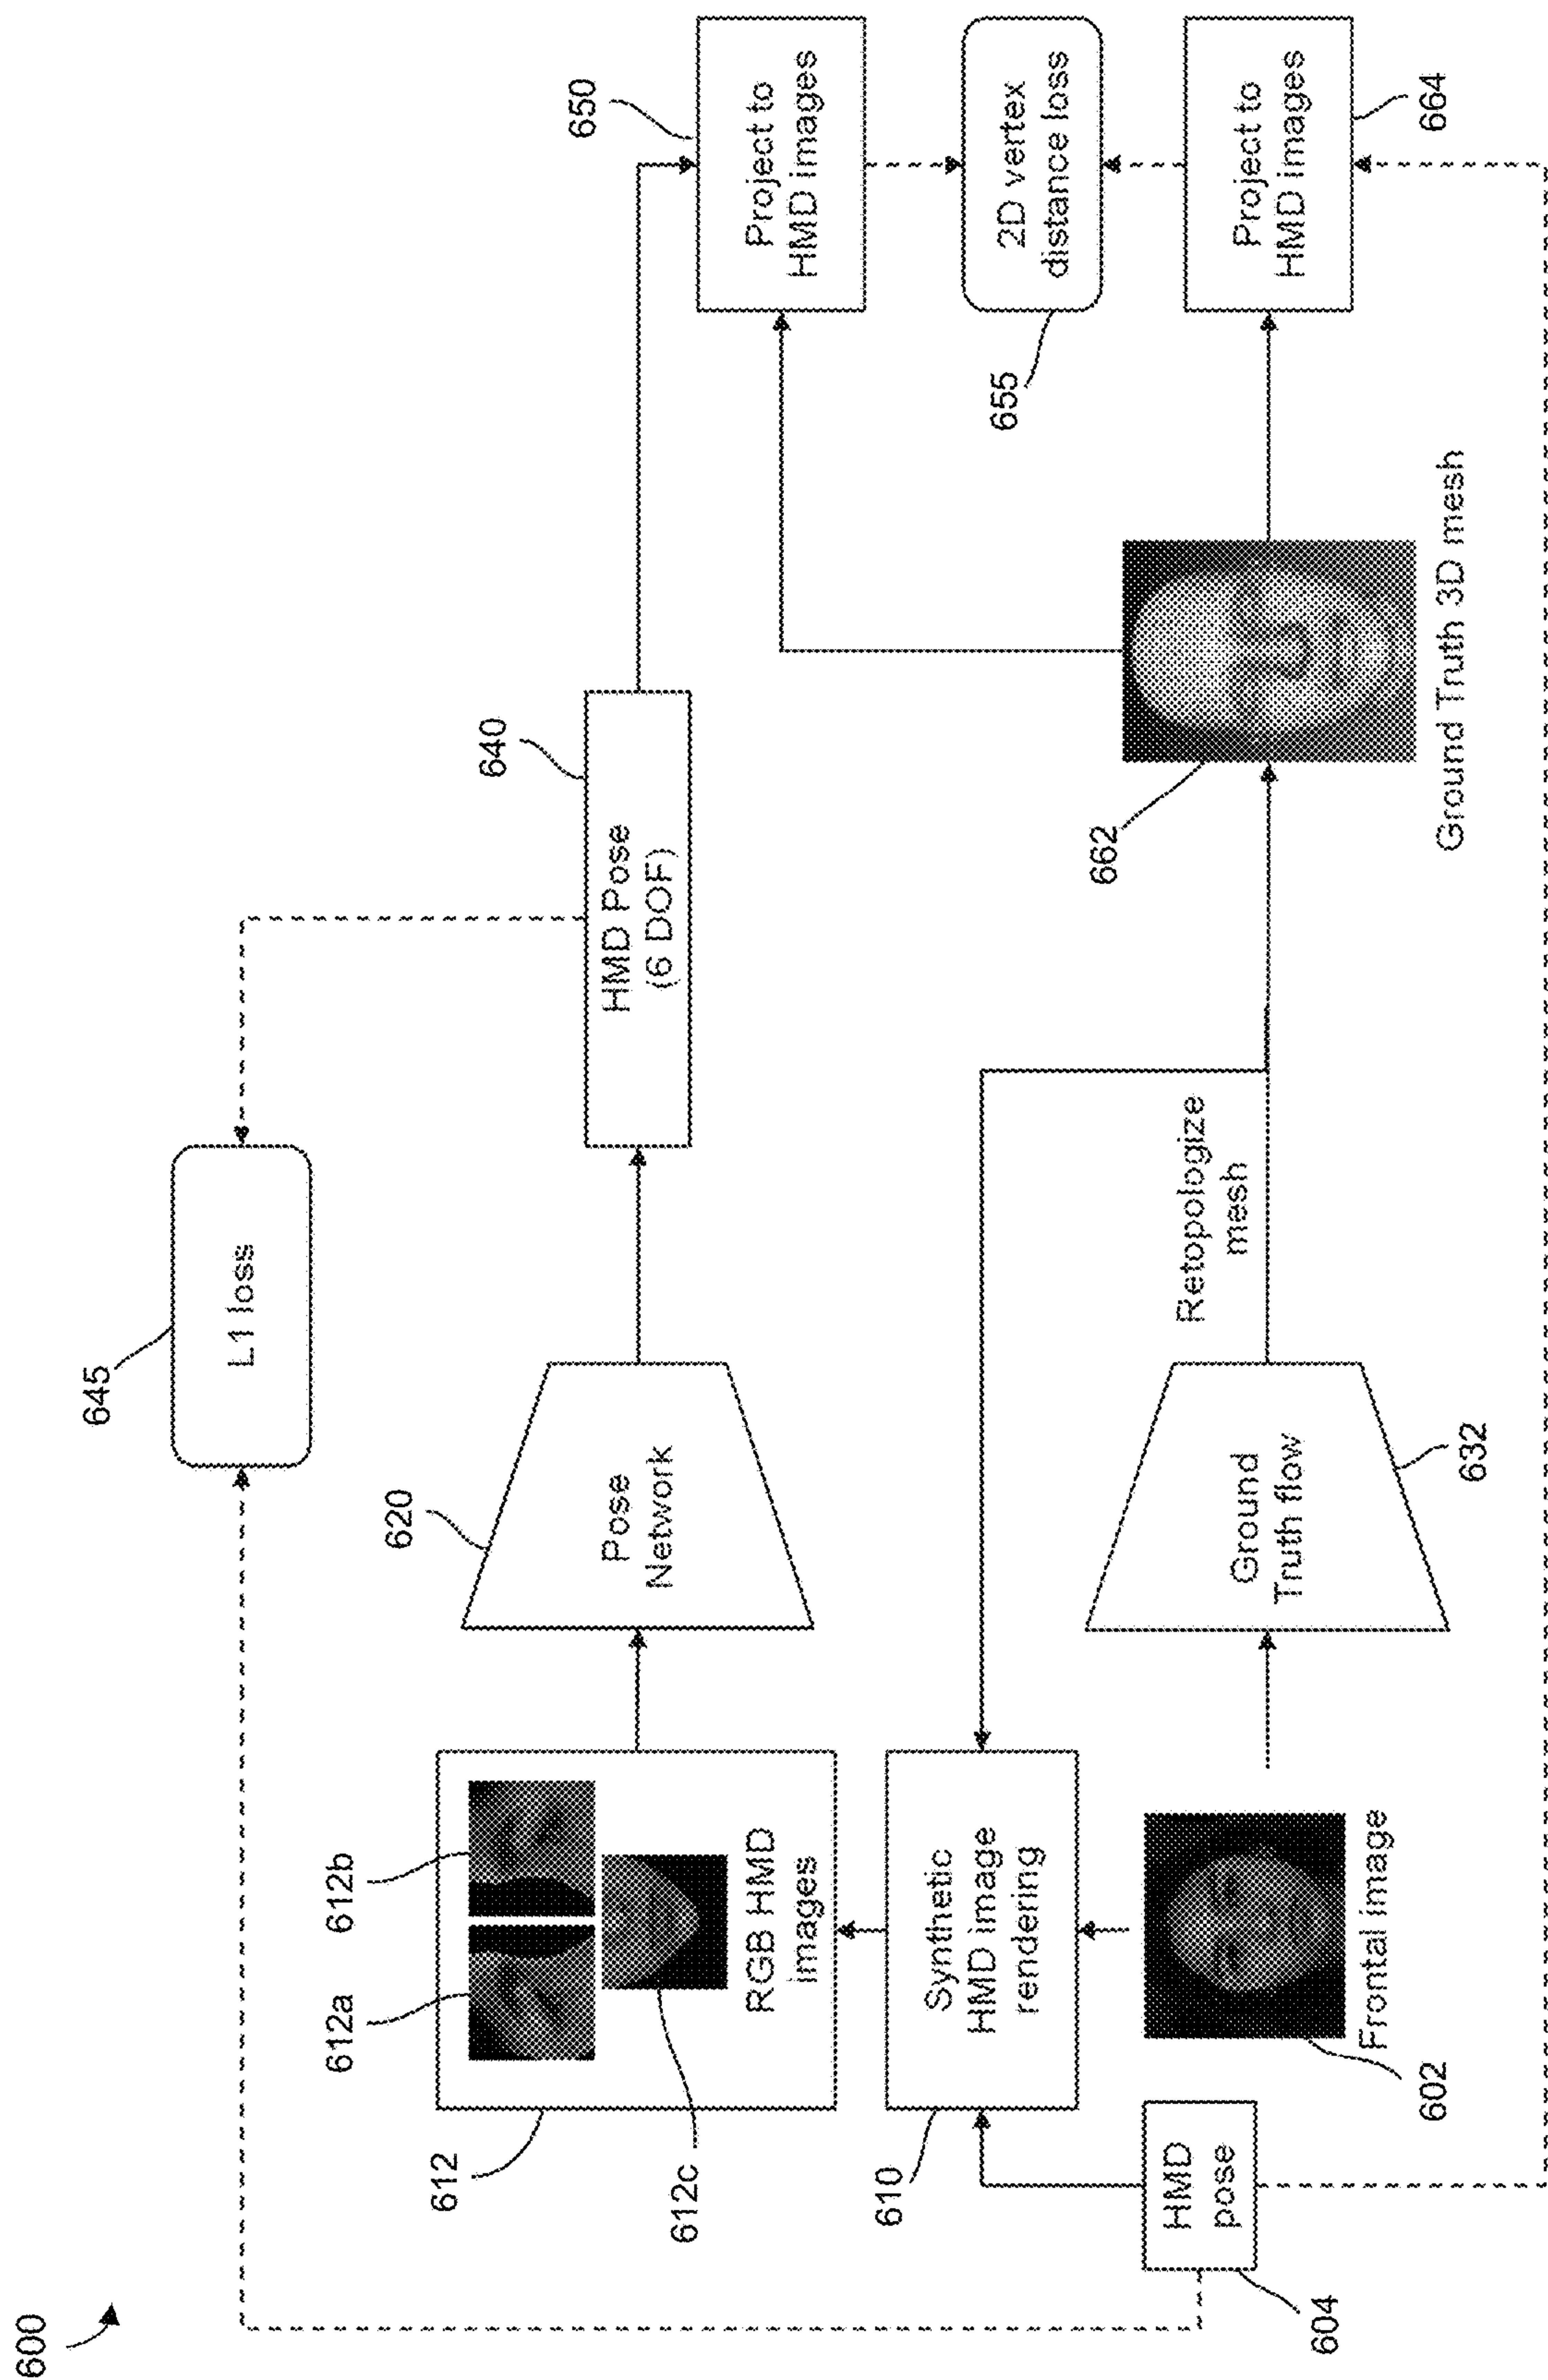 600
645
L1 loss
612a
612b
612
612c
RGB HMD
images
620
Pose
Network
640
HMD Pose
(6 DOF)
650
Project to
HMD images
655
2D vertex
distance loss
610
Synthetic
HMD image
rendering
604
HMD
pose
602
Frontal image
632
Ground
Truth flow
Retopologize
mesh
662
Ground Truth 3D mesh
664
Project to
HMD images